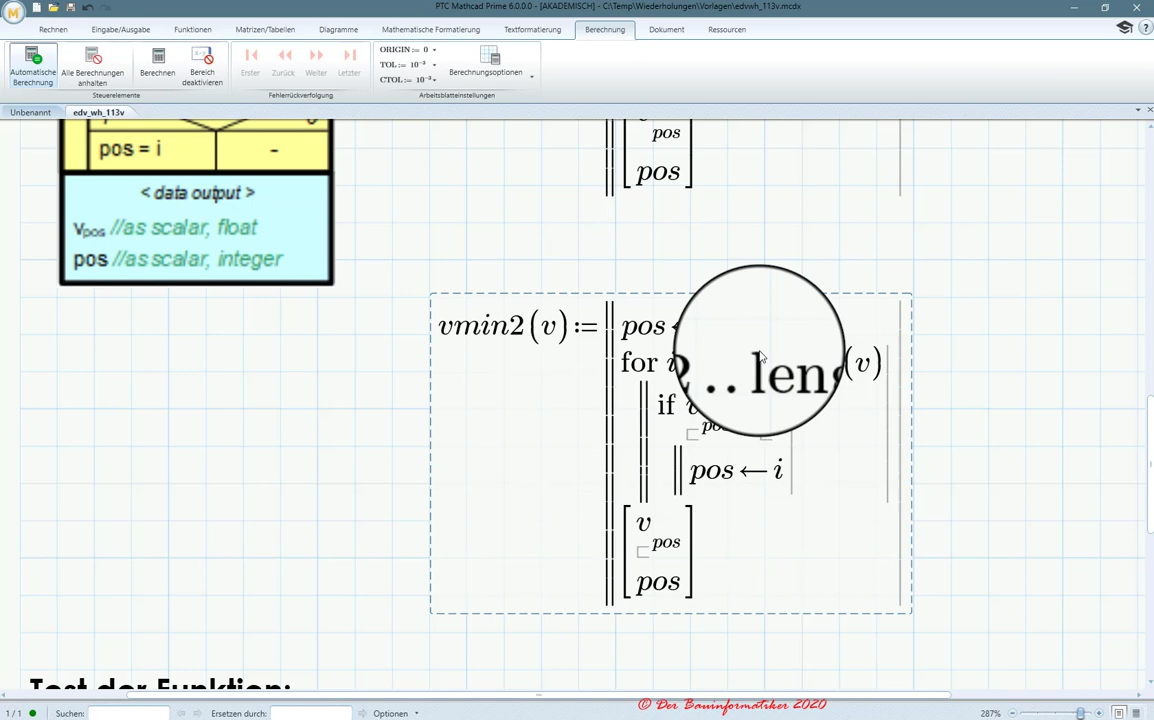 PTC Mathcad Prime 6.0.0.0 - [AKADEMISCH] - C:\Temp\Wiederholungen\Vorlagen\edvwh_113v.mcdx
Rechnen Eingabe/Ausgabe Funktionen Matrizen/Tabellen Diagramme Mathematische Formatierung Textformatierung Berechnung Dokument Ressourcen
Automatische Berechnung
Alle Berechnungen anhalten
Berechnen
Bereich deaktivieren
Erster Zurück Weiter Letzter
ORIGIN := 0
TOL := 10⁻³
CTOL := 10⁻³
Berechnungsoptionen
Steuerelemente Fehlerrückverfolgung Arbeitsblatteinstellungen
Unbenannt edv_wh_113v
pos = i -
< data output >
vpos //as scalar, float
pos //as scalar, integer
pos
pos
vmin2(v) := pos ←
for .. len (v)
if
pos ← i
v
pos
pos
Test der Funktion:
1 / 1 Suchen: Ersetzen durch: Optionen 287%
© Der Bauinformatiker 2020